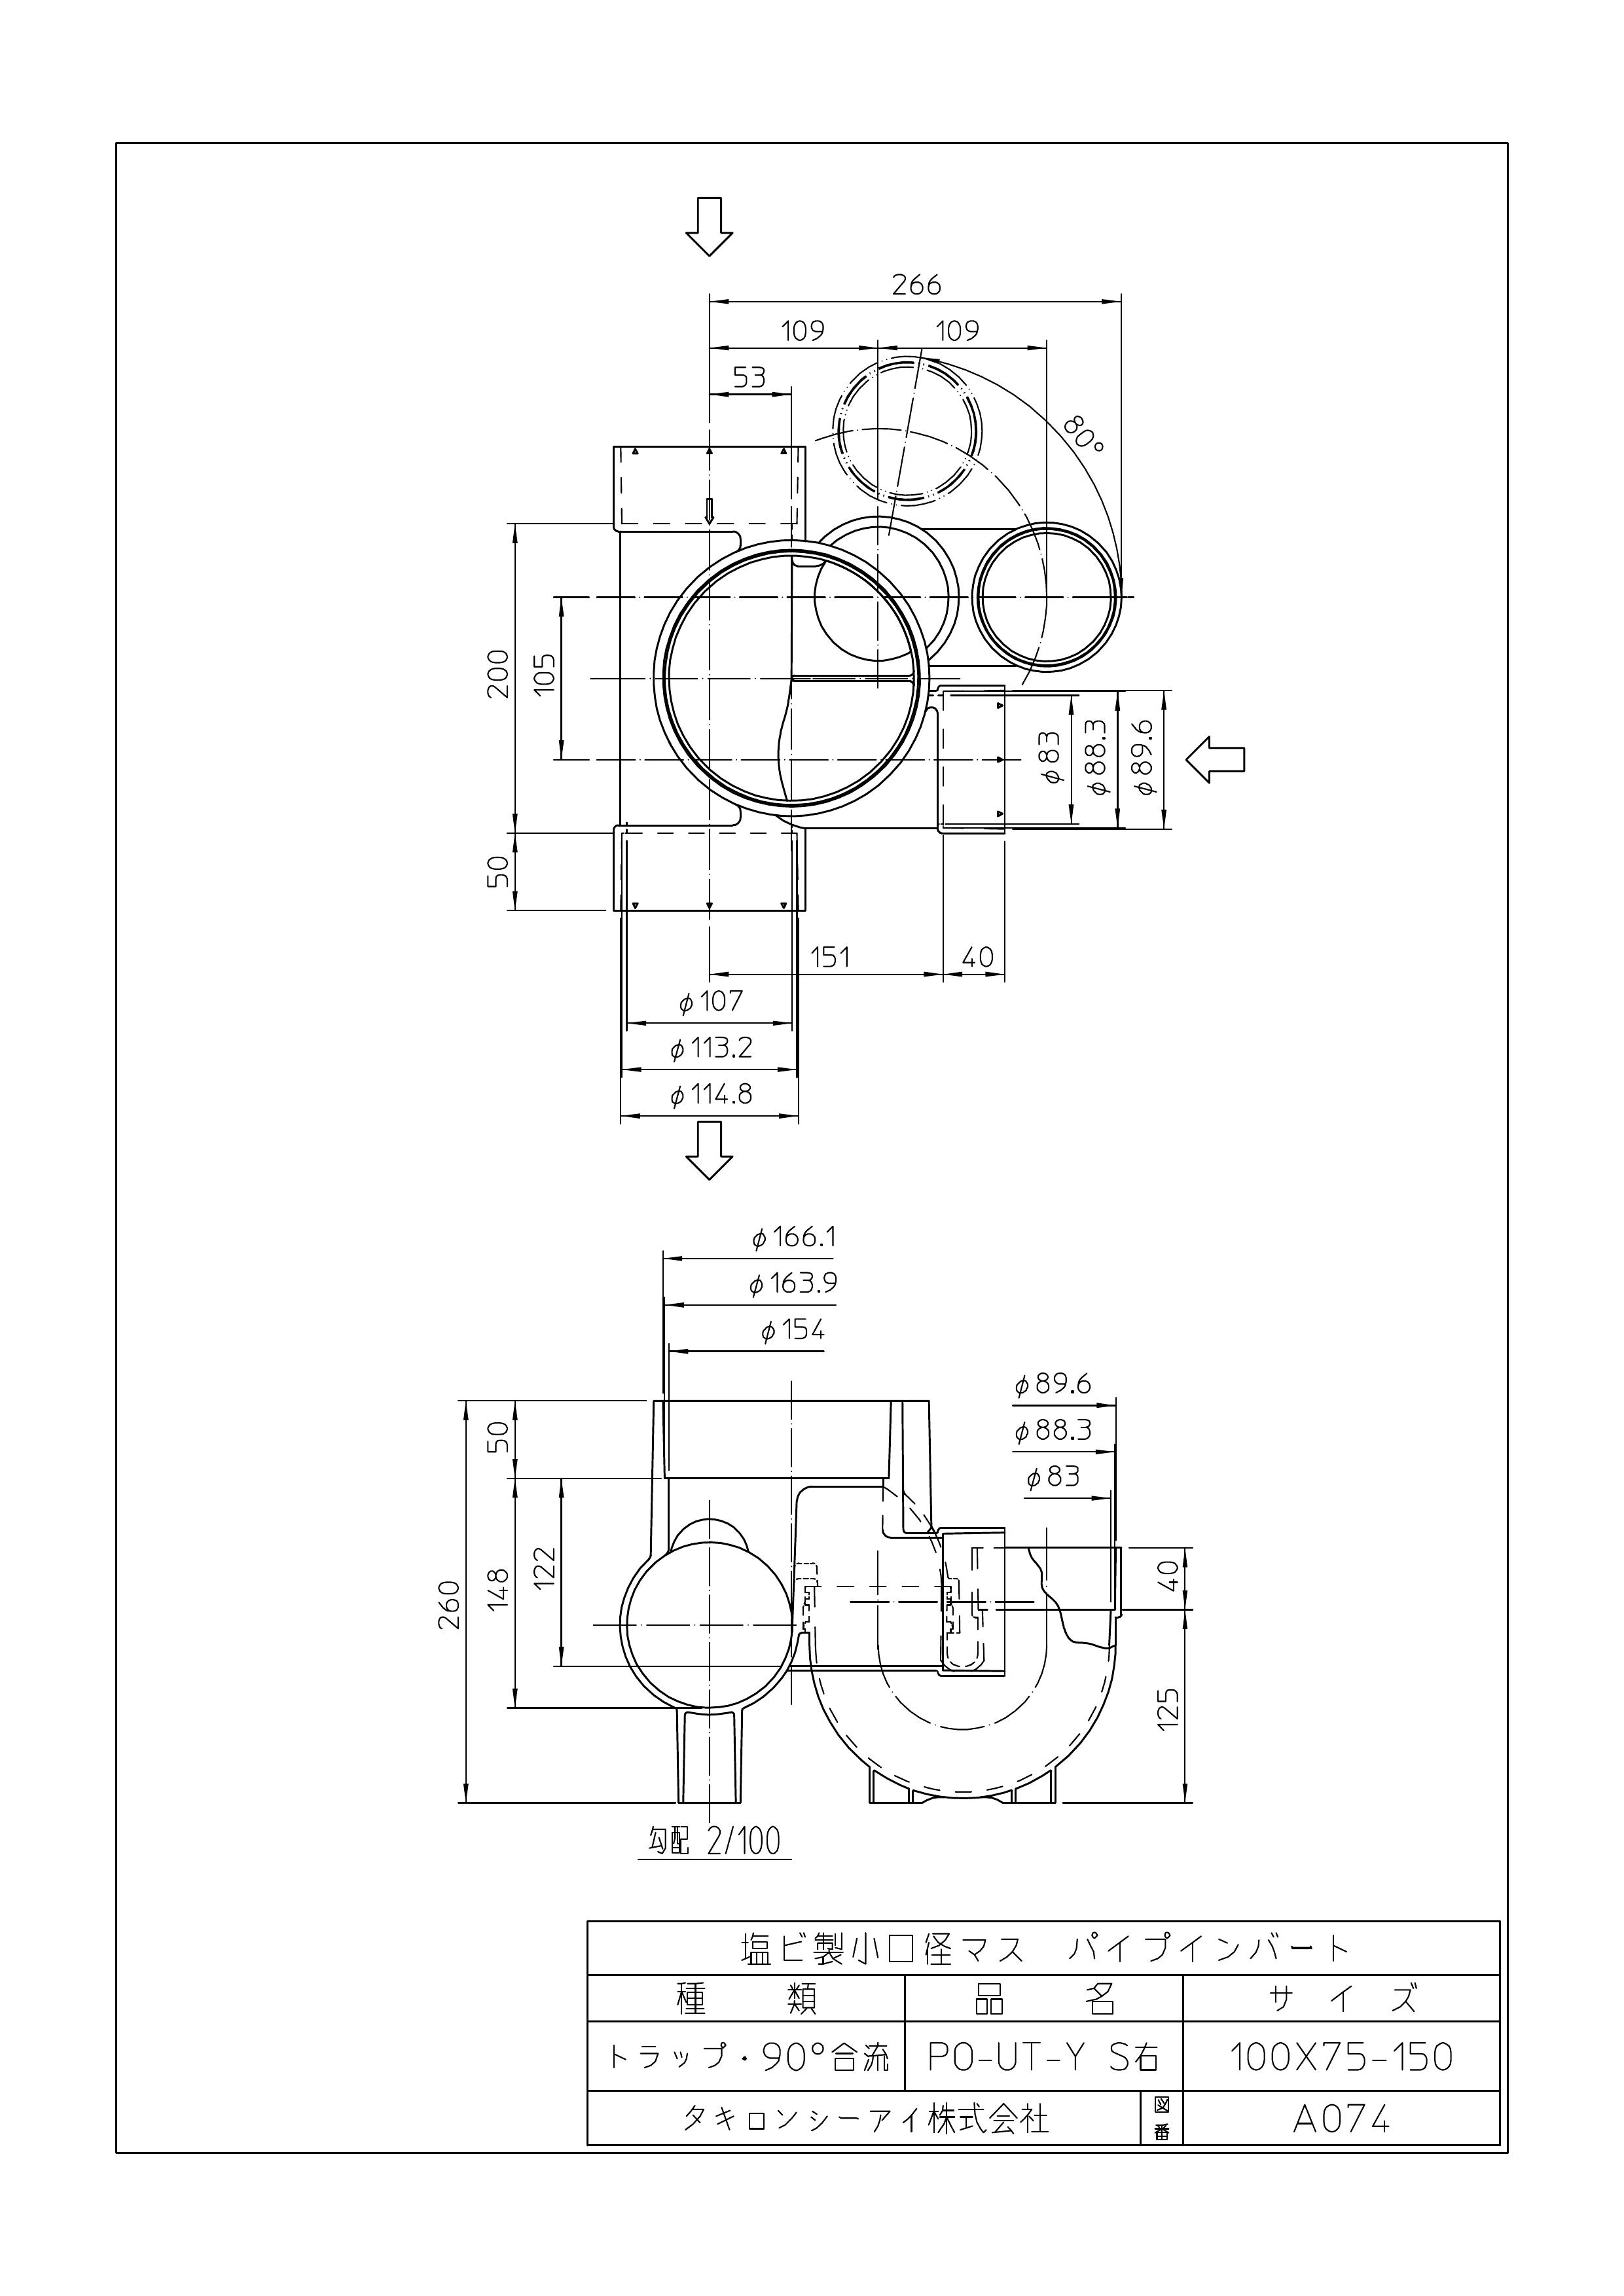 266
109 109
53
80°
200
105
φ83
φ88.3
φ89.6
50
151 40
φ107
φ113.2
φ114.8
φ166.1
φ163.9
φ154
φ89.6
φ88.3
φ83
50
260
148
122
40
125
勾配 2/100
塩ビ製小口径マス パイプインバート
種 類 品 名 サ イ ズ
トラップ・90°合流 PO-UT-Y S右 100X75-150
タキロンシーアイ株式会社 図番 A074